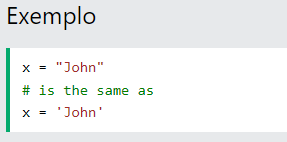 Exemplo
x = "John"
# is the same as
x = 'John'